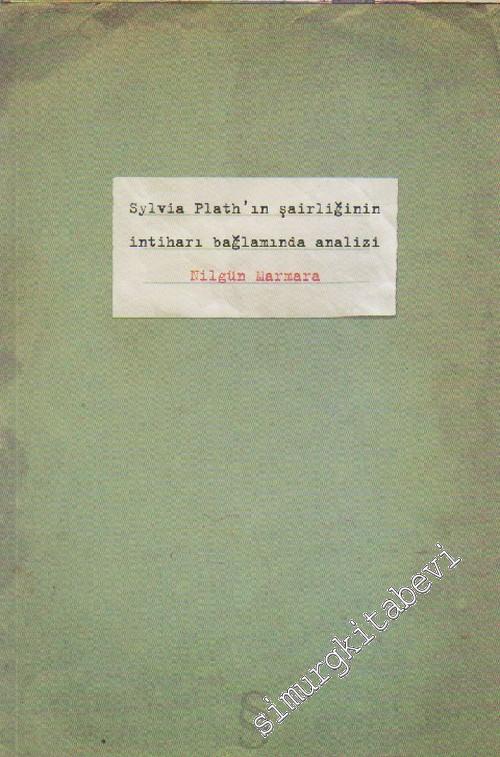 Sylvia Plath'ın şairliğinin
intiharı bağlamında analizi
Nilgün Marmara
simurgkitabevi